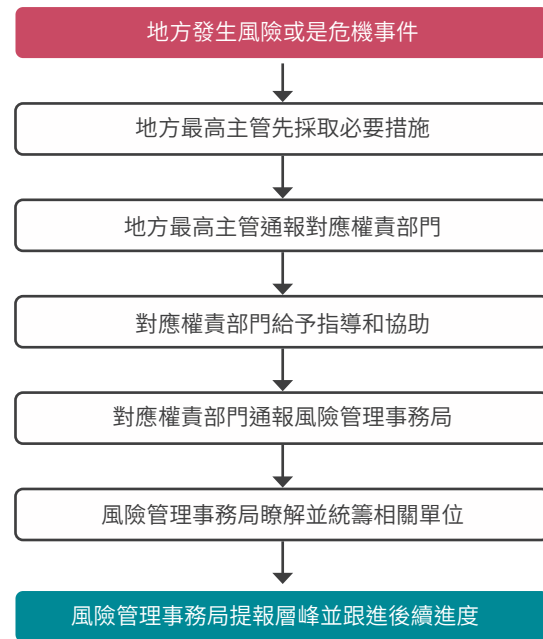 地方發生風險或是危機事件
地方最高主管先採取必要措施
地方最高主管通報對應權責部門
對應權責部門給予指導和協助
對應權責部門通報風險管理事務局
風險管理事務局瞭解並統籌相關單位
風險管理事務局提報層峰並跟進後續進度